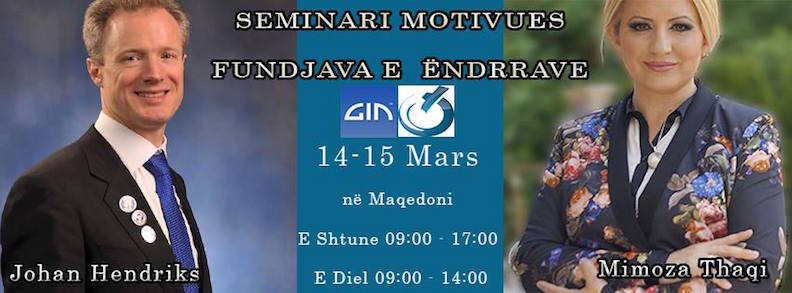 SEMINARI MOTIVUES
FUNDJAVA E ËNDRRAVE
GIN
14-15 Mars
në Maqedoni
E Shtune 09:00 - 17:00
E Diel 09:00 - 14:00
Johan Hendriks
Mimoza Thaqi